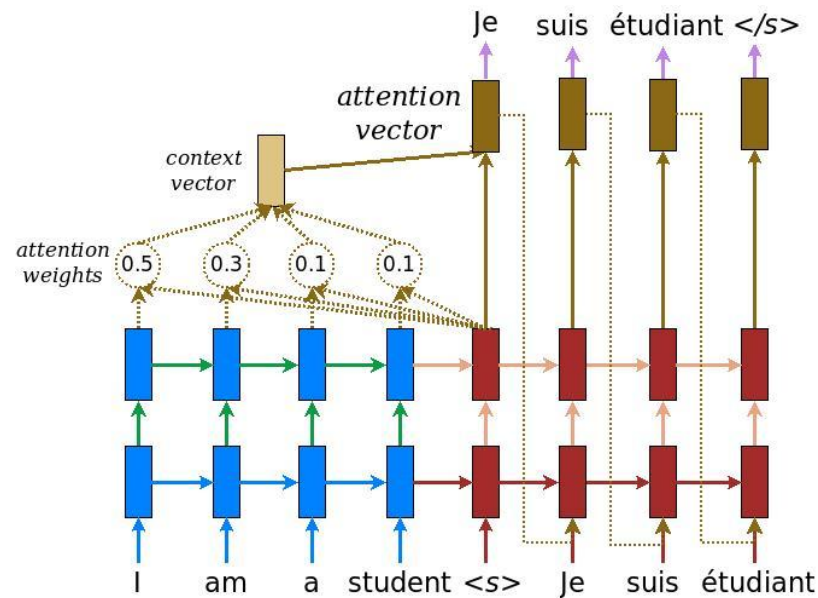 Je suis étudiant </s>
attention
vector
context
vector
attention
weights
0.5 0.3 0.1 0.1
I am a student <s> Je suis étudiant